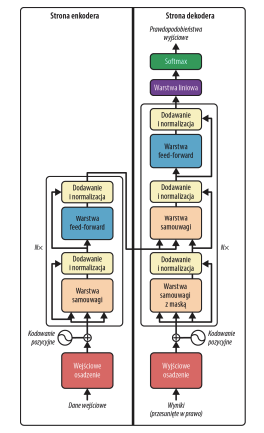 Strona enkodera
Dodawanie
i normalizacja
Warstwa
feed-forward
N×
Dodawanie
i normalizacja
Warstwa
samouwagi
Kodowanie
pozycyjne
Wejściowe
osadzenie
Dane wejściowe
Strona dekodera
Prawdopodobieństwa
wyjściowe
Softmax
Warstwa liniowa
Dodawanie
i normalizacja
Warstwa
feed-forward
Dodawanie
i normalizacja
Warstwa
samouwagi
N×
Dodawanie
i normalizacja
Warstwa
samouwagi
z maską
Kodowanie
pozycyjne
Wyjściowe
osadzenie
Wyniki
(przesunięte w prawo)